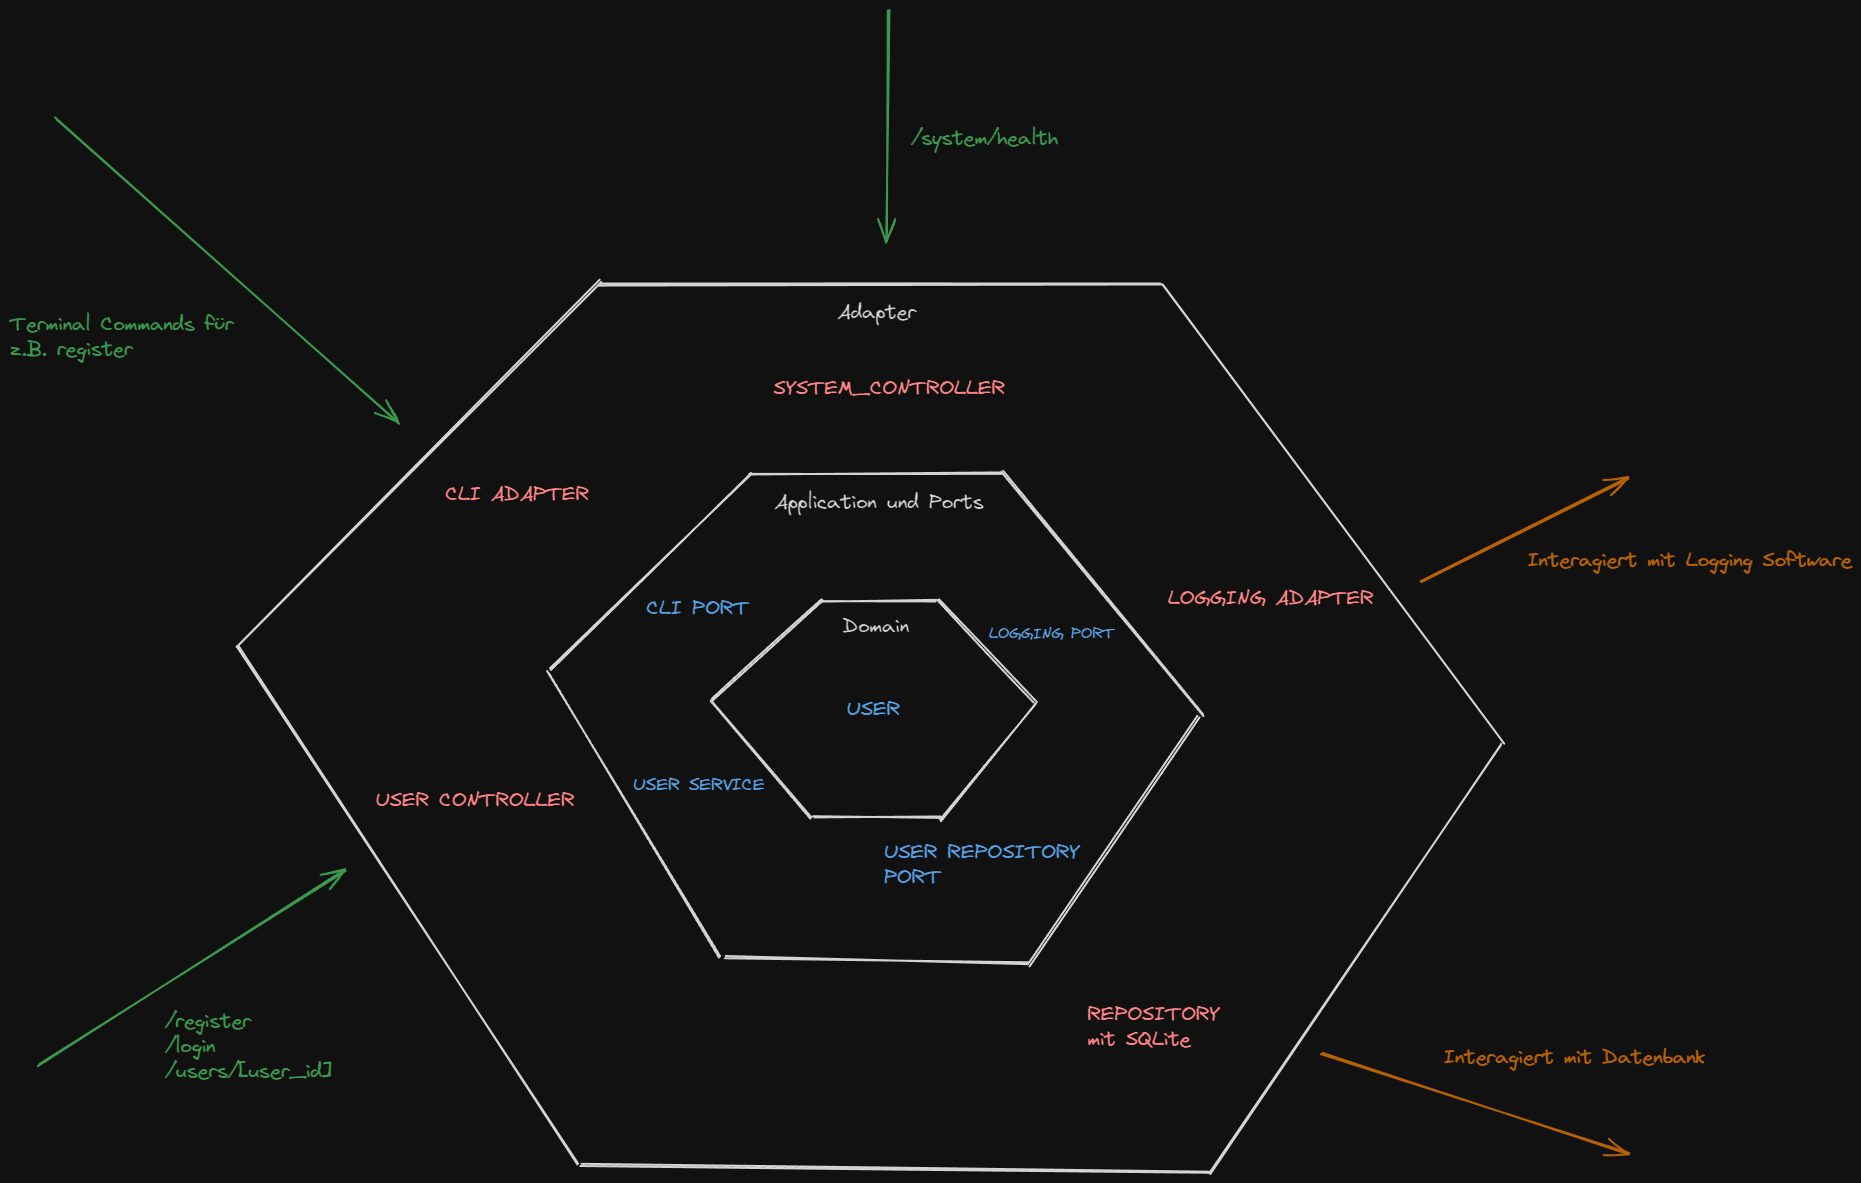 /system/health
Terminal Commands für
z.B. register
Adapter
SYSTEM_CONTROLLER
CLI ADAPTER
Application und Ports
Interagiert mit Logging Software
LOGGING ADAPTER
CLI PORT
Domain
LOGGING PORT
USER
USER SERVICE
USER CONTROLLER
USER REPOSITORY
PORT
/register
/login
/users/[user_id]
REPOSITORY
mit SQLite
Interagiert mit Datenbank